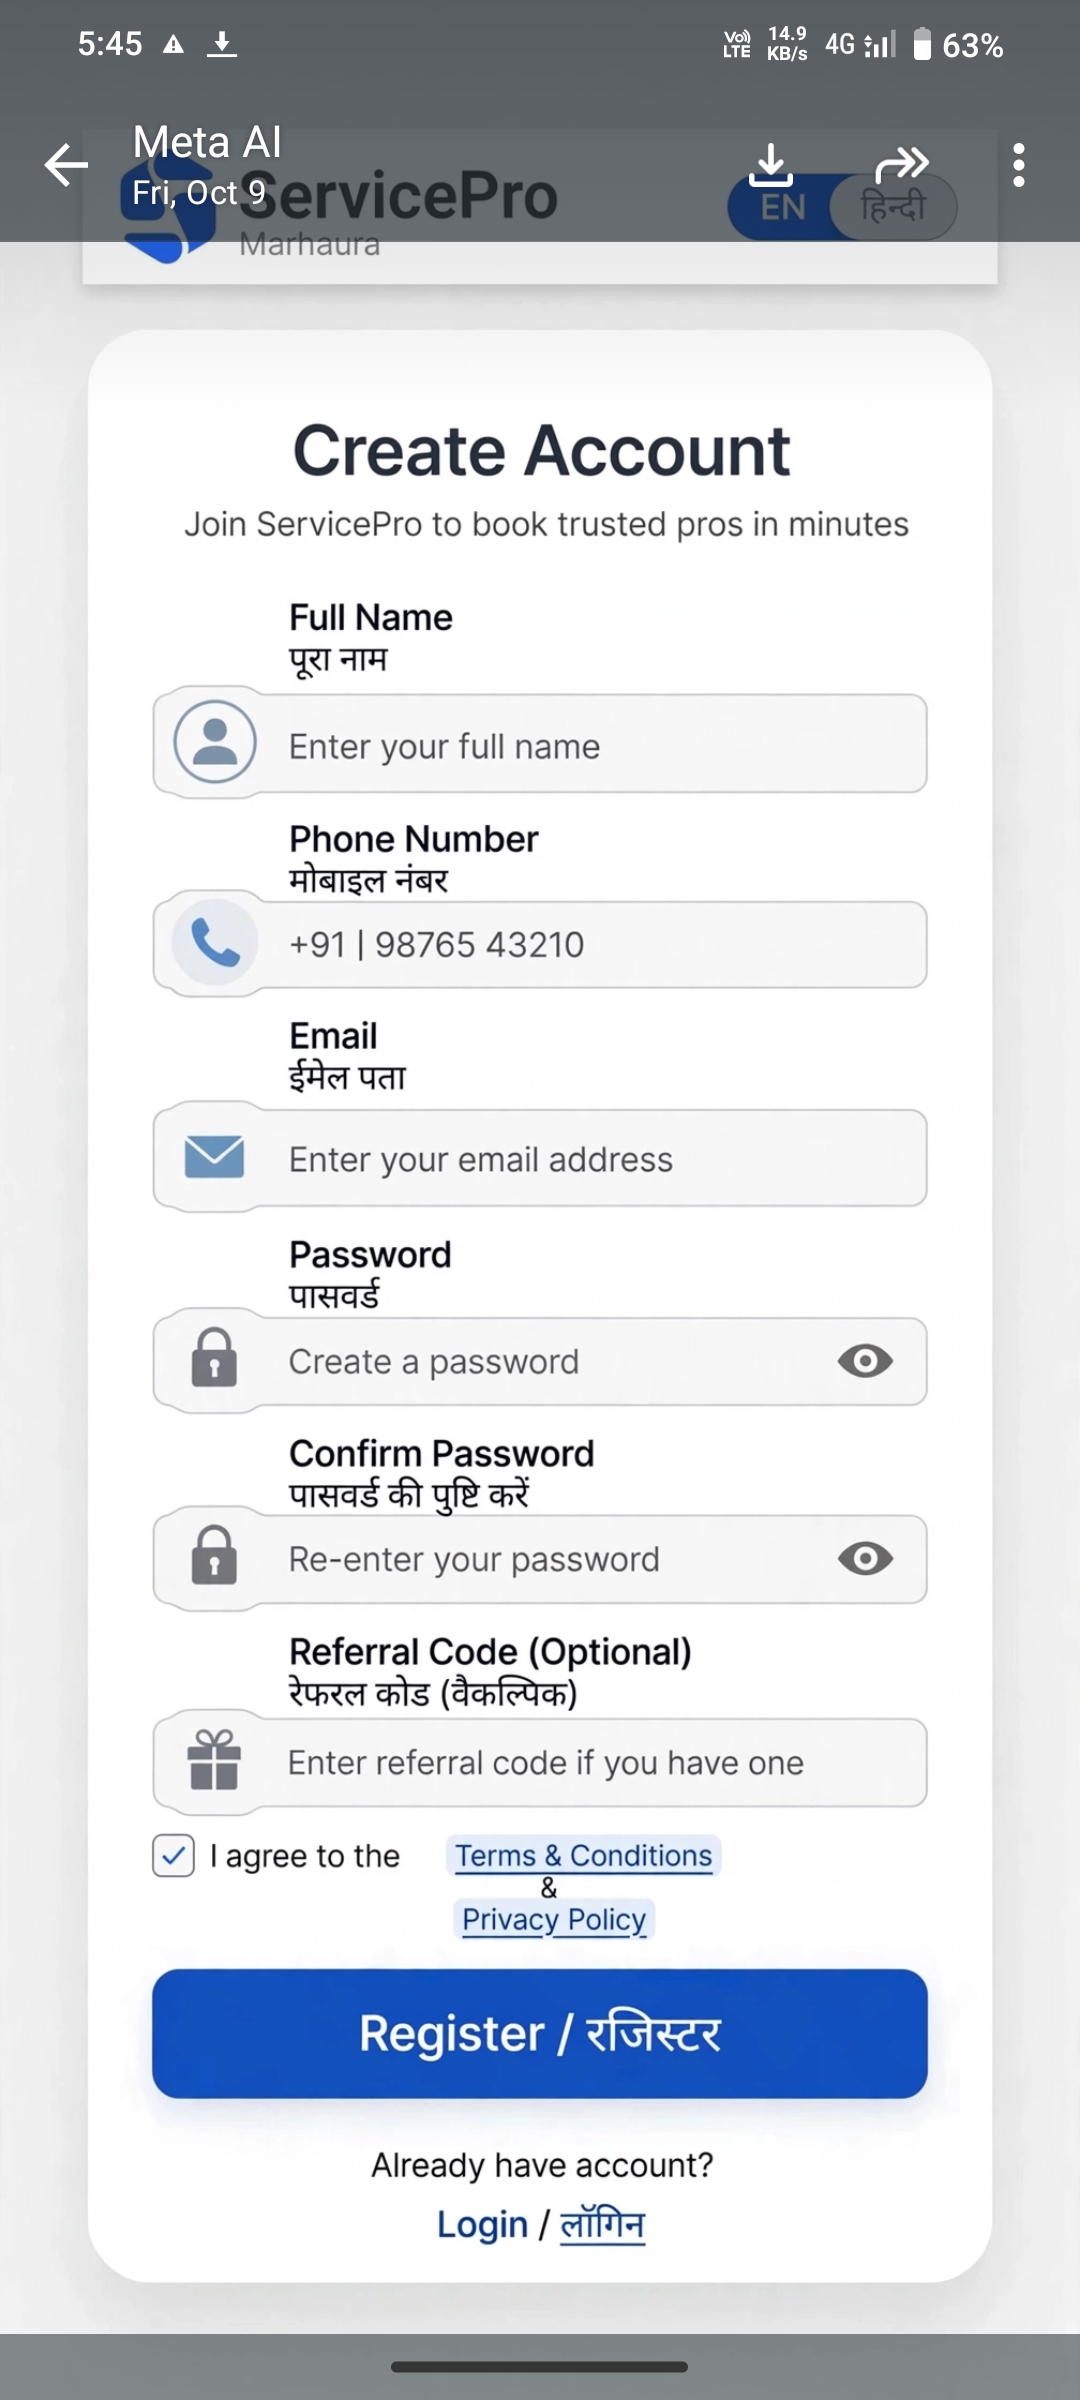 5:45
Vo)) LTE 14.9 KB/s 4G 63%
Meta AI
Fri, Oct 9
ServicePro
Marhaura
EN हिन्दी
Create Account
Join ServicePro to book trusted pros in minutes
Full Name
पूरा नाम
Enter your full name
Phone Number
मोबाइल नंबर
+91 | 98765 43210
Email
ईमेल पता
Enter your email address
Password
पासवर्ड
Create a password
Confirm Password
पासवर्ड की पुष्टि करें
Re-enter your password
Referral Code (Optional)
रेफरल कोड (वैकल्पिक)
Enter referral code if you have one
I agree to the Terms & Conditions
&
Privacy Policy
Register / रजिस्टर
Already have account?
Login / लॉगिन